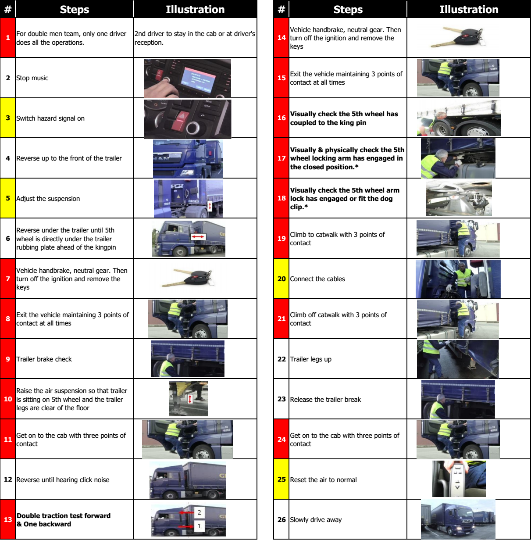 # Steps Illustration
1 For double men team, only one driver
does all the operations.
2nd driver to stay in the cab or at driver's
reception.
2 Stop music
3 Switch hazard signal on
4 Reverse up to the front of the trailer
5 Adjust the suspension
6 Reverse under the trailer until 5th
wheel is directly under the trailer
rubbing plate ahead of the kingpin
7 Vehicle handbrake, neutral gear. Then
turn off the ignition and remove the
keys
8 Exit the vehicle maintaining 3 points of
contact at all times
9 Trailer brake check
10 Raise the air suspension so that trailer
is sitting on 5th wheel and the trailer
legs are clear of the floor
11 Get on to the cab with three points of
contact
12 Reverse until hearing click noise
13 Double traction test forward
& One backward
2
1
# Steps Illustration
14 Vehicle handbrake, neutral gear. Then
turn off the ignition and remove the
keys
15 Exit the vehicle maintaining 3 points of
contact at all times
16 Visually check the 5th wheel has
coupled to the king pin
17 Visually & physically check the 5th
wheel locking arm has engaged in
the closed position.*
18 Visually check the 5th wheel arm
lock has engaged or fit the dog
clip.*
19 Climb to catwalk with 3 points of
contact
20 Connect the cables
21 Climb off catwalk with 3 points of
contact
22 Trailer legs up
23 Release the trailer break
24 Get on to the cab with three points of
contact
25 Reset the air to normal
26 Slowly drive away